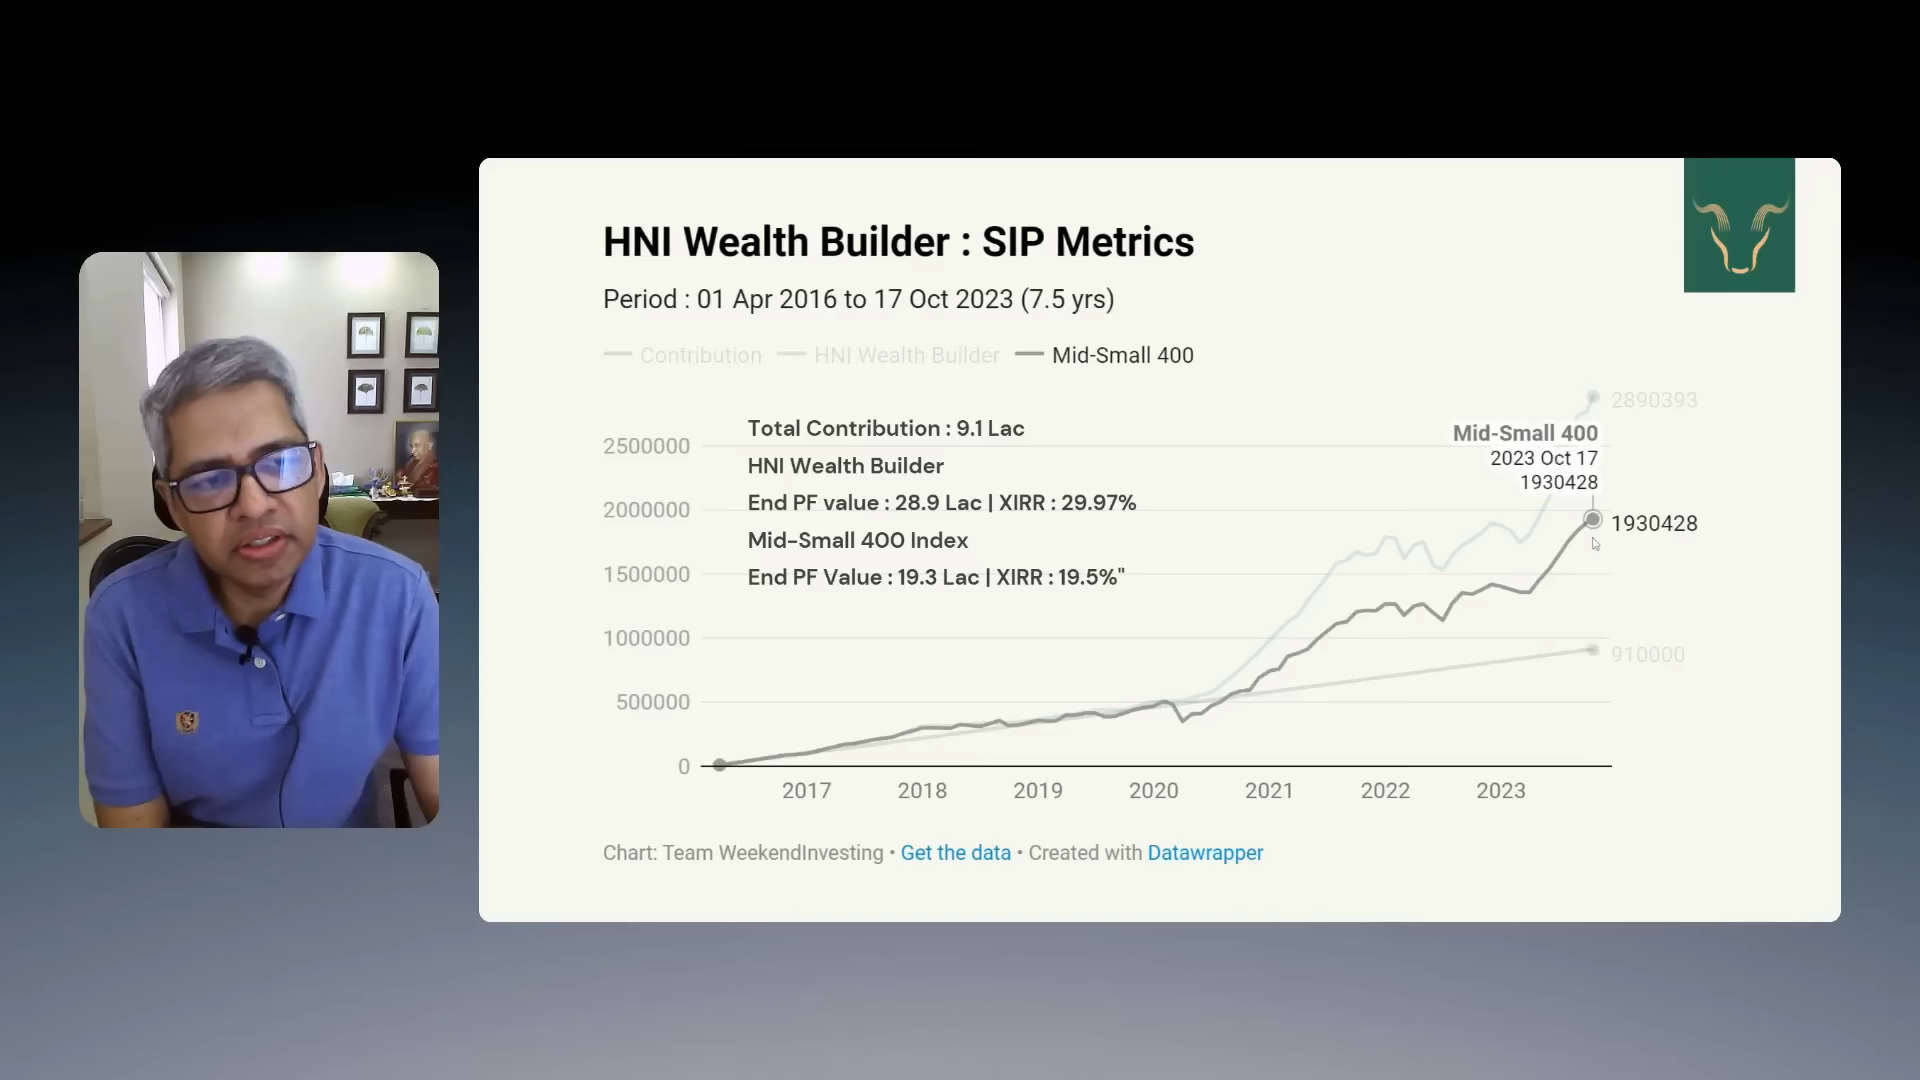 HNI Wealth Builder : SIP Metrics
Period : 01 Apr 2016 to 17 Oct 2023 (7.5 yrs)
Contribution HNI Wealth Builder Mid-Small 400
2890393
Total Contribution : 9.1 Lac
HNI Wealth Builder
End PF value : 28.9 Lac | XIRR : 29.97%
Mid-Small 400 Index
End PF Value : 19.3 Lac | XIRR : 19.5%"
Mid-Small 400
2023 Oct 17
1930428
1930428
910000
2500000
2000000
1500000
1000000
500000
0
2017 2018 2019 2020 2021 2022 2023
Chart: Team WeekendInvesting • Get the data • Created with Datawrapper